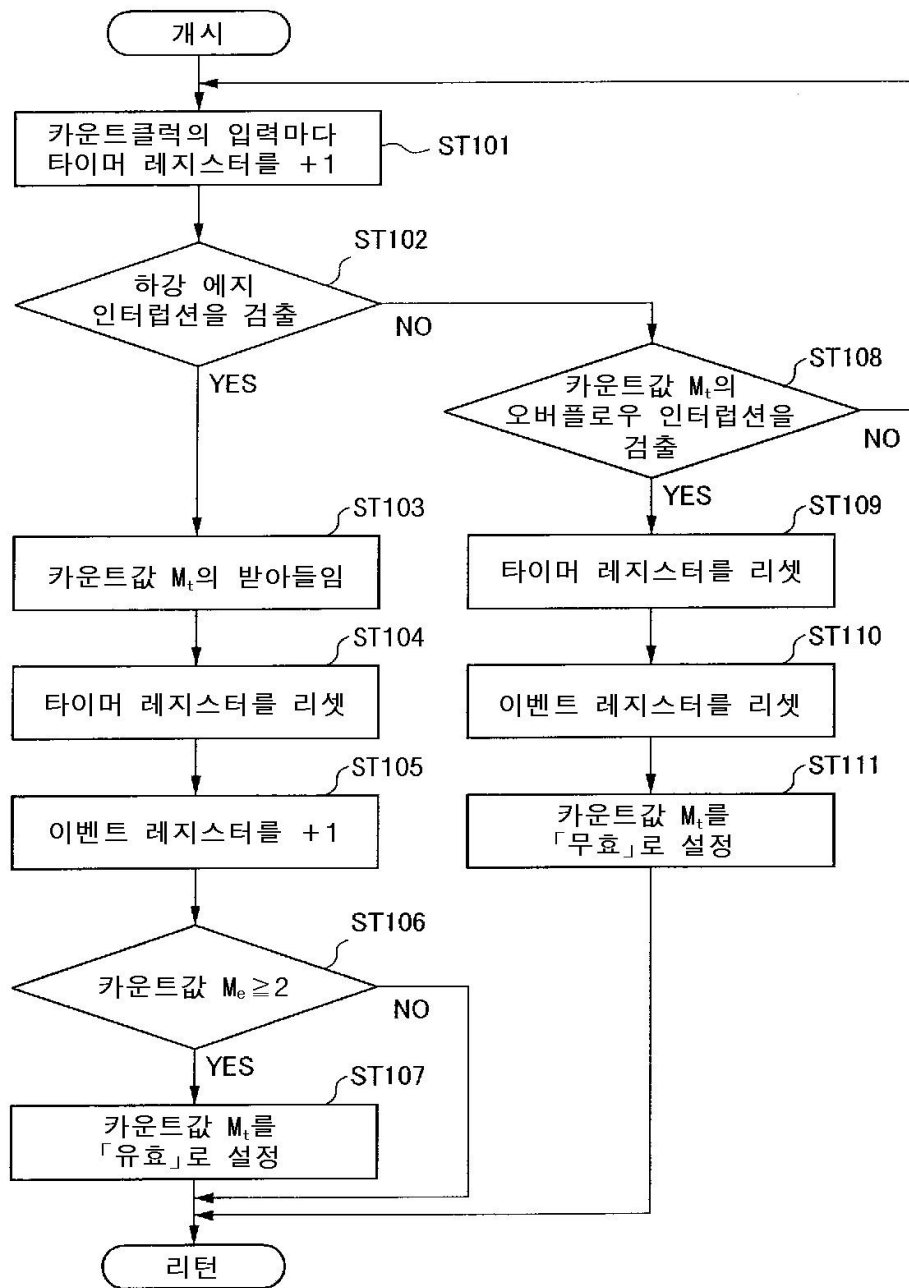 개시
카운트클럭의 입력마다
타이머 레지스터를 +1
ST101
ST102
하강 에지
인터럽션을 검출
NO
YES
ST108
카운트값 Mt의
오버플로우 인터럽션을
검출
NO
YES
ST103
카운트값 Mt의 받아들임
ST109
타이머 레지스터를 리셋
ST104
타이머 레지스터를 리셋
ST110
이벤트 레지스터를 리셋
ST105
이벤트 레지스터를 +1
ST111
카운트값 Mt를
「무효」로 설정
ST106
카운트값 Me≧2
NO
YES
ST107
카운트값 Mt를
「유효」로 설정
리턴